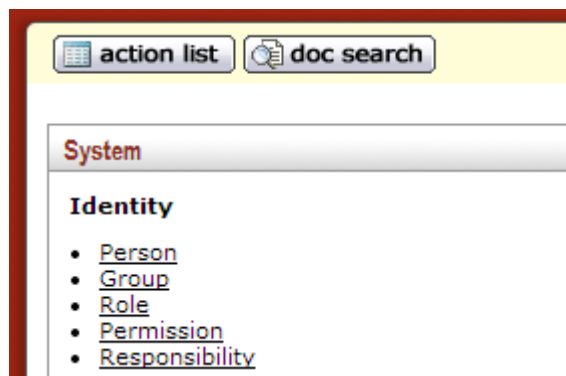 action list doc search
System
Identity
Person
Group
Role
Permission
Responsibility